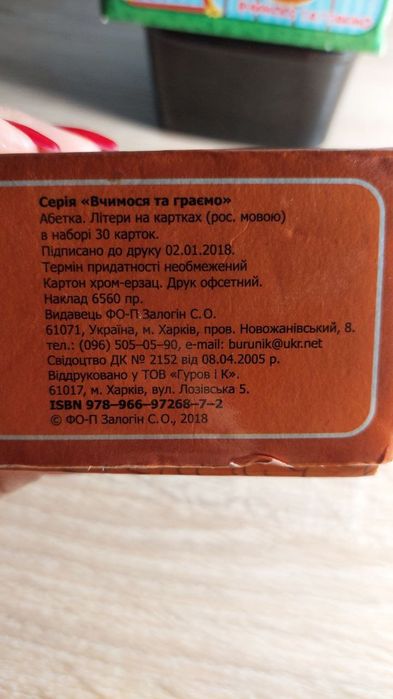 Серія «Вчимося та граємо»
Абетка. Літери на картках (рос. мовою)
в наборі 30 карток.
Підписано до друку 02.01.2018.
Термін придатності необмежений
Картон хром-ерзац. Друк офсетний.
Наклад 6560 пр.
Видавець ФО-П Залогін С.О.
61071, Україна, м. Харків, пров. Новожанівський, 8.
тел.: (096) 505–05–90, e-mail: burunik@ukr.net
Свідоцтво ДК № 2152 від 08.04.2005 р.
Віддруковано у ТОВ «Гуров і К».
61017, м. Харків, вул. Лозівська 5.
ISBN 978–966–97268–7–2
© ФО-П Залогін С.О., 2018